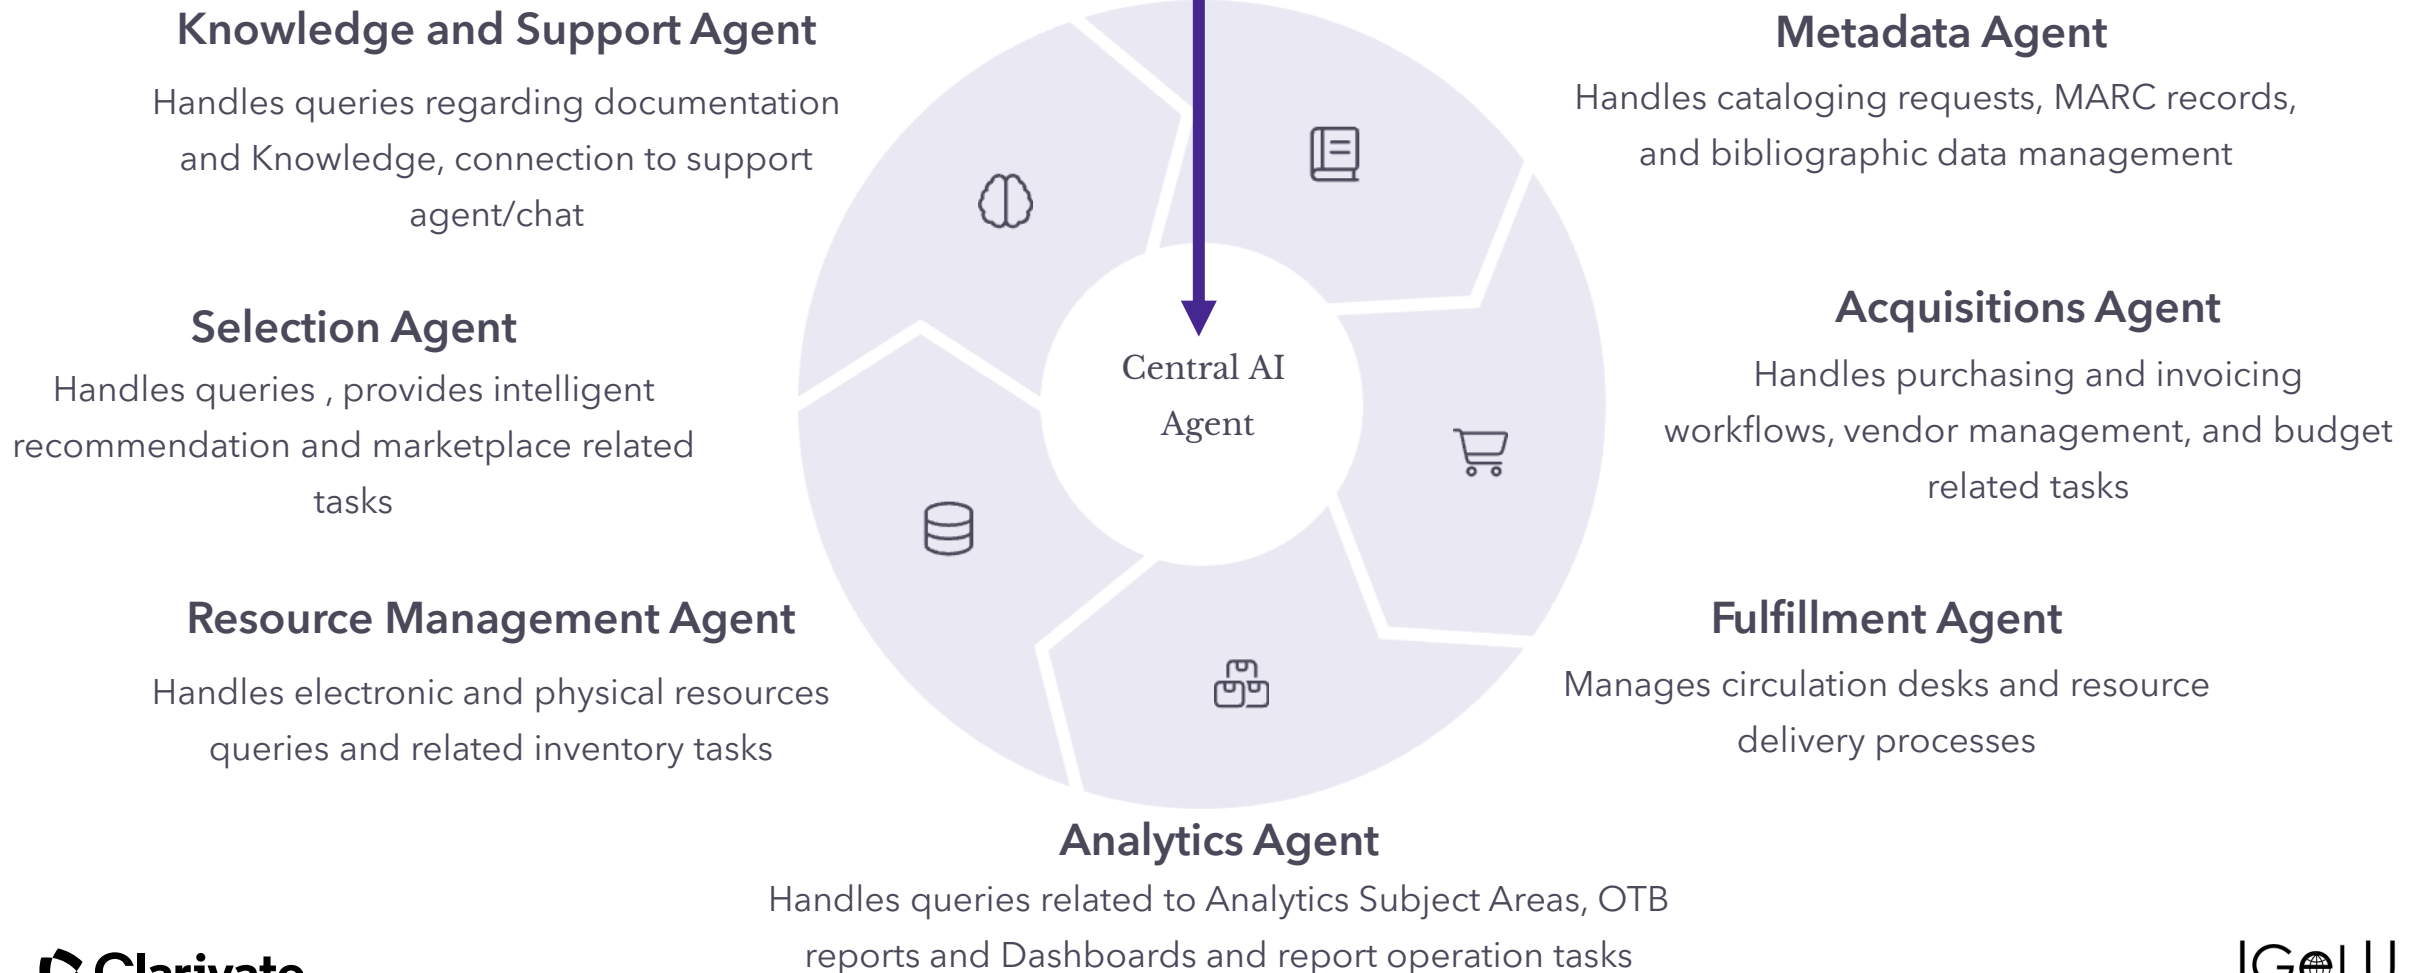 Knowledge and Support Agent
Handles queries regarding documentation
and Knowledge, connection to support
agent/chat
Selection Agent
Handles queries , provides intelligent
recommendation and marketplace related
tasks
Resource Management Agent
Handles electronic and physical resources
queries and related inventory tasks
Central AI
Agent
Metadata Agent
Handles cataloging requests, MARC records,
and bibliographic data management
Acquisitions Agent
Handles purchasing and invoicing
workflows, vendor management, and budget
related tasks
Fulfillment Agent
Manages circulation desks and resource
delivery processes
Analytics Agent
Handles queries related to Analytics Subject Areas, OTB
reports and Dashboards and report operation tasks
Clarivate
IGeLU